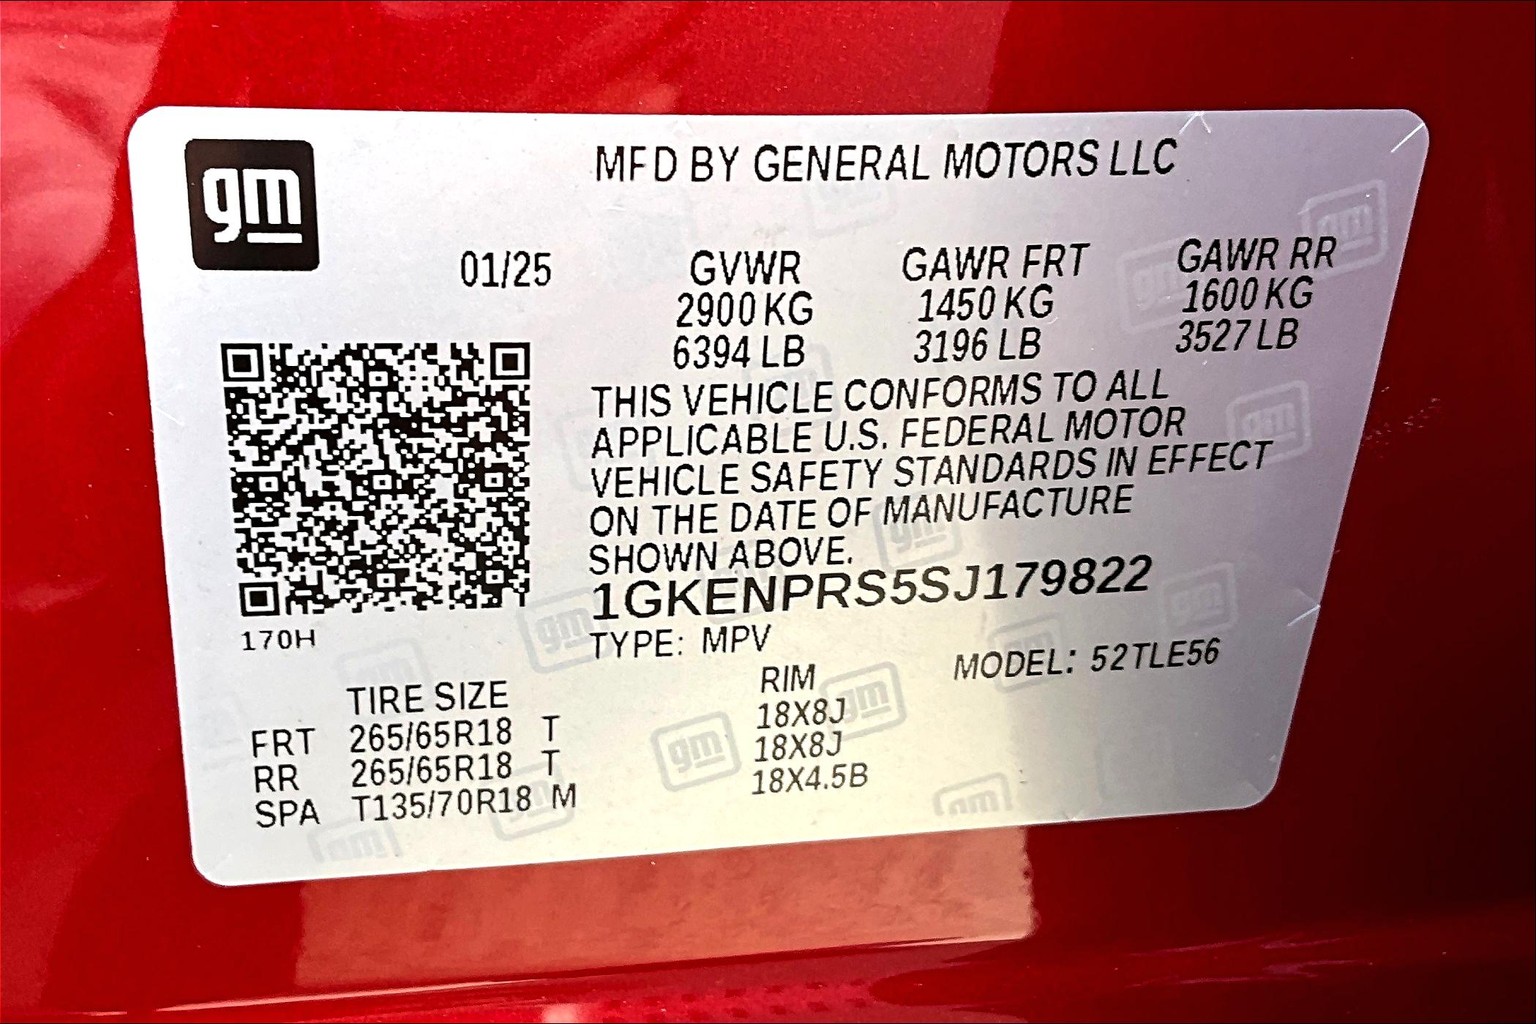 gm
MFD BY GENERAL MOTORS LLC
01/25 GVWR GAWR FRT GAWR RR
2900 KG 1450 KG 1600 KG
6394 LB 3196 LB 3527 LB
THIS VEHICLE CONFORMS TO ALL
APPLICABLE U.S. FEDERAL MOTOR
VEHICLE SAFETY STANDARDS IN EFFECT
ON THE DATE OF MANUFACTURE
SHOWN ABOVE.
1GKENPRS5SJ179822
170H
TYPE: MPV MODEL: 52TLE56
TIRE SIZE RIM
FRT 265/65R18 T 18X8J
RR 265/65R18 T 18X8J
SPA T135/70R18 M 18X4.5B